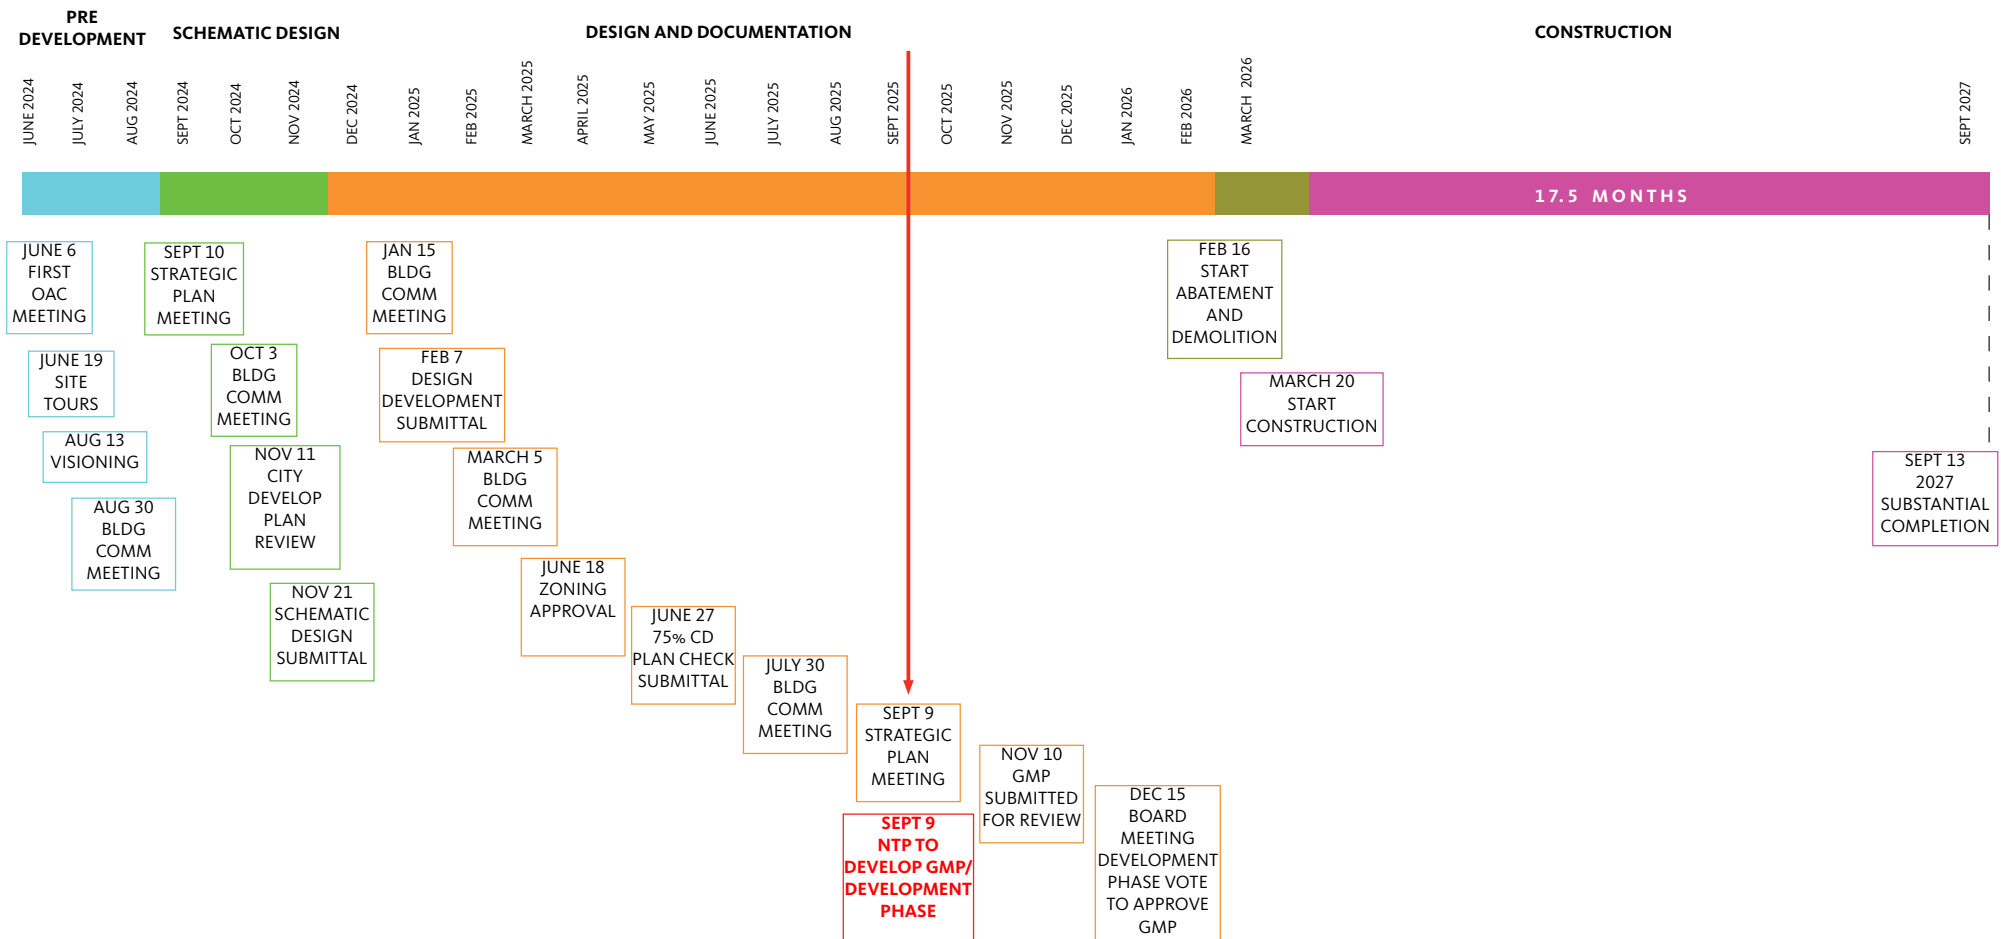 PRE
DEVELOPMENT
SCHEMATIC DESIGN
DESIGN AND DOCUMENTATION
CONSTRUCTION
JUNE 2024
JULY 2024
AUG 2024
SEPT 2024
OCT 2024
NOV 2024
DEC 2024
JAN 2025
FEB 2025
MARCH 2025
APRIL 2025
MAY 2025
JUNE 2025
JULY 2025
AUG 2025
SEPT 2025
OCT 2025
NOV 2025
DEC 2025
JAN 2026
FEB 2026
MARCH 2026
SEPT 2027
17.5 MONTHS
JUNE 6
FIRST
OAC
MEETING
JUNE 19
SITE
TOURS
AUG 13
VISIONING
AUG 30
BLDG
COMM
MEETING
SEPT 10
STRATEGIC
PLAN
MEETING
OCT 3
BLDG
COMM
MEETING
NOV 11
CITY
DEVELOP
PLAN
REVIEW
NOV 21
SCHEMATIC
DESIGN
SUBMITTAL
JAN 15
BLDG
COMM
MEETING
FEB 7
DESIGN
DEVELOPMENT
SUBMITTAL
MARCH 5
BLDG
COMM
MEETING
JUNE 18
ZONING
APPROVAL
JUNE 27
75% CD
PLAN CHECK
SUBMITTAL
JULY 30
BLDG
COMM
MEETING
SEPT 9
STRATEGIC
PLAN
MEETING
SEPT 9
NTP TO
DEVELOP GMP/
DEVELOPMENT
PHASE
NOV 10
GMP
SUBMITTED
FOR REVIEW
DEC 15
BOARD
MEETING
DEVELOPMENT
PHASE VOTE
TO APPROVE
GMP
FEB 16
START
ABATEMENT
AND
DEMOLITION
MARCH 20
START
CONSTRUCTION
SEPT 13
2027
SUBSTANTIAL
COMPLETION